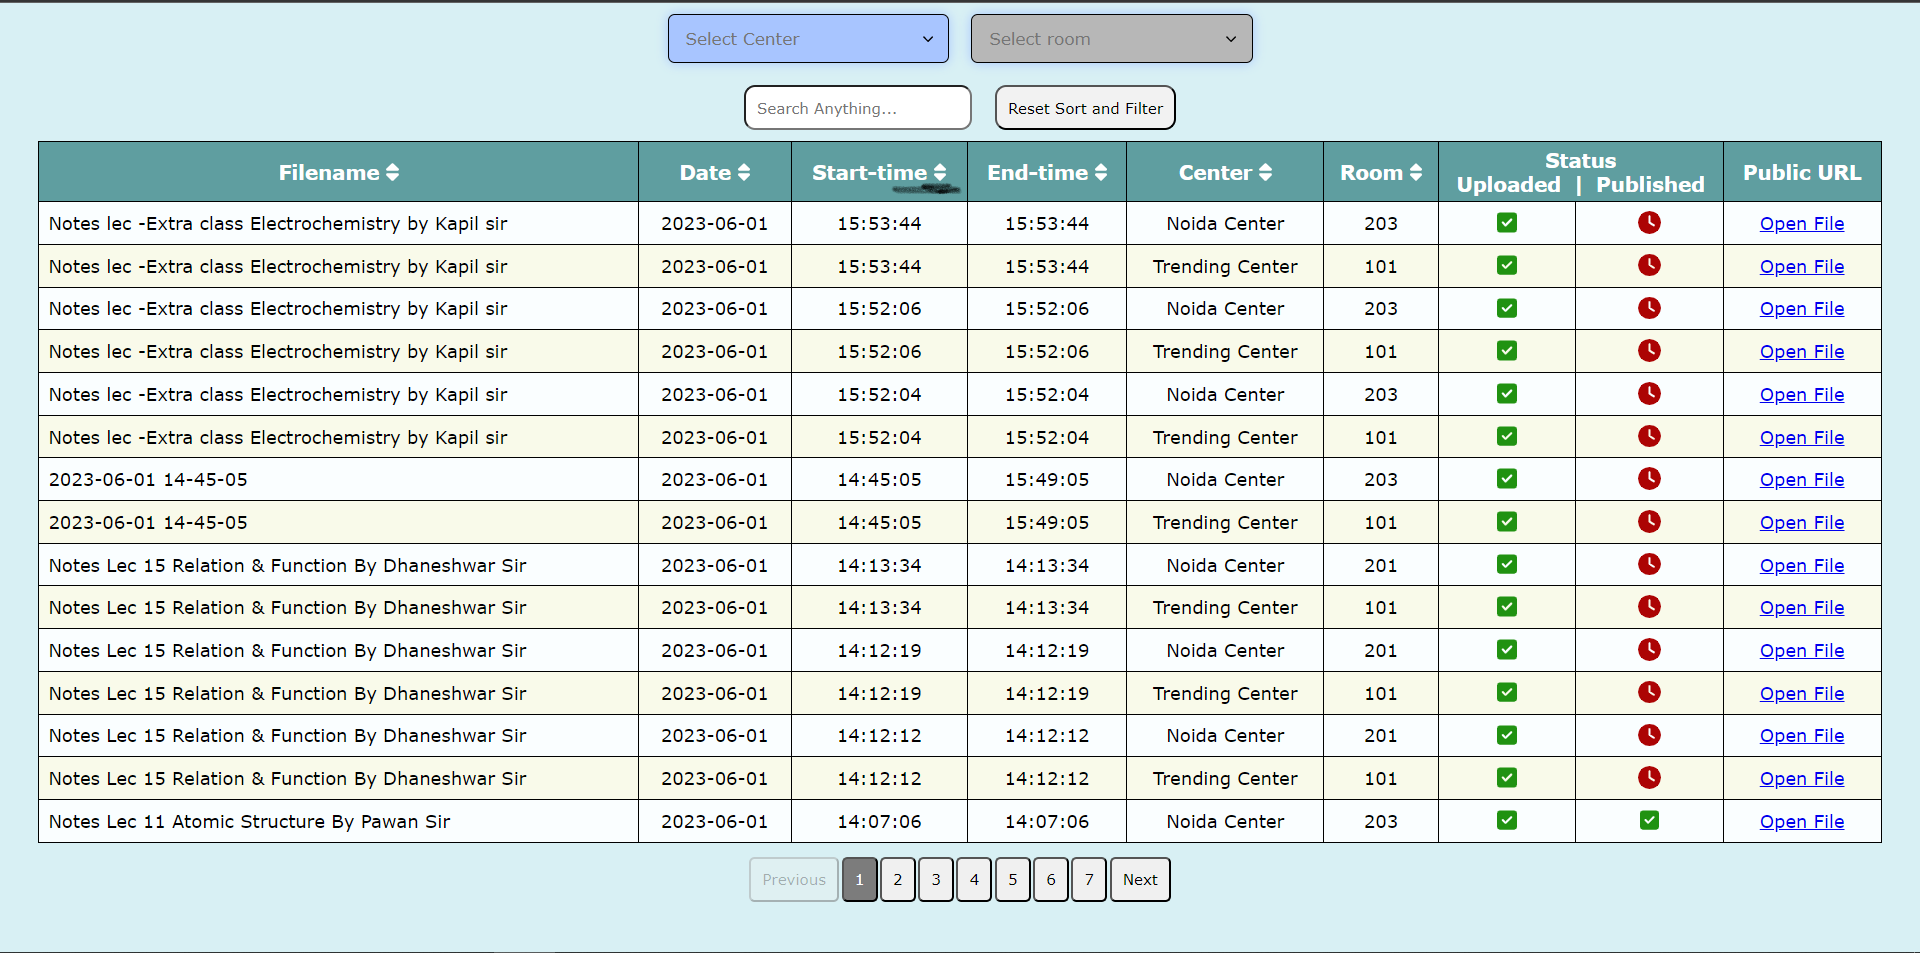 Select Center Select room
Search Anything... Reset Sort and Filter
Filename Date Start-time End-time Center Room Status Public URL
Uploaded | Published
Notes lec -Extra class Electrochemistry by Kapil sir 2023-06-01 15:53:44 15:53:44 Noida Center 203 Open File
Notes lec -Extra class Electrochemistry by Kapil sir 2023-06-01 15:53:44 15:53:44 Trending Center 101 Open File
Notes lec -Extra class Electrochemistry by Kapil sir 2023-06-01 15:52:06 15:52:06 Noida Center 203 Open File
Notes lec -Extra class Electrochemistry by Kapil sir 2023-06-01 15:52:06 15:52:06 Trending Center 101 Open File
Notes lec -Extra class Electrochemistry by Kapil sir 2023-06-01 15:52:04 15:52:04 Noida Center 203 Open File
Notes lec -Extra class Electrochemistry by Kapil sir 2023-06-01 15:52:04 15:52:04 Trending Center 101 Open File
2023-06-01 14-45-05 2023-06-01 14:45:05 15:49:05 Noida Center 203 Open File
2023-06-01 14-45-05 2023-06-01 14:45:05 15:49:05 Trending Center 101 Open File
Notes Lec 15 Relation & Function By Dhaneshwar Sir 2023-06-01 14:13:34 14:13:34 Noida Center 201 Open File
Notes Lec 15 Relation & Function By Dhaneshwar Sir 2023-06-01 14:13:34 14:13:34 Trending Center 101 Open File
Notes Lec 15 Relation & Function By Dhaneshwar Sir 2023-06-01 14:12:19 14:12:19 Noida Center 201 Open File
Notes Lec 15 Relation & Function By Dhaneshwar Sir 2023-06-01 14:12:19 14:12:19 Trending Center 101 Open File
Notes Lec 15 Relation & Function By Dhaneshwar Sir 2023-06-01 14:12:12 14:12:12 Noida Center 201 Open File
Notes Lec 15 Relation & Function By Dhaneshwar Sir 2023-06-01 14:12:12 14:12:12 Trending Center 101 Open File
Notes Lec 11 Atomic Structure By Pawan Sir 2023-06-01 14:07:06 14:07:06 Noida Center 203 Open File
Previous 1 2 3 4 5 6 7 Next